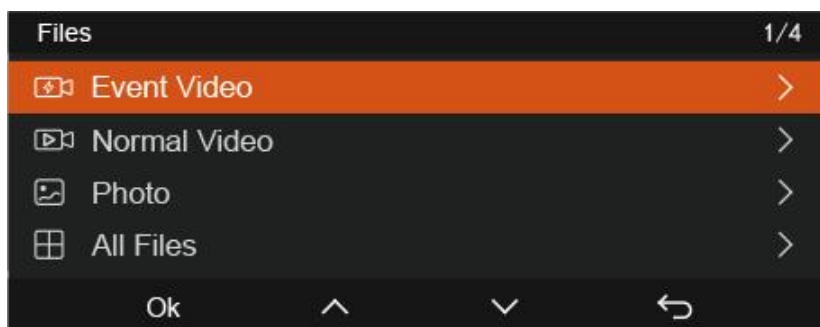 Files 1/4
Event Video
Normal Video
Photo
All Files
Ok